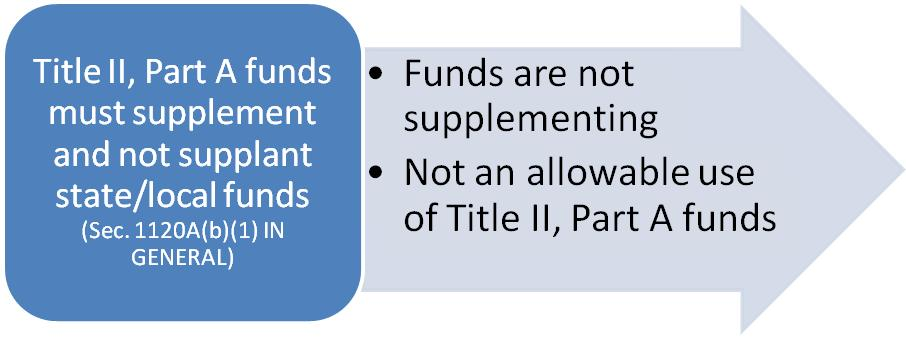 Title II, Part A funds
must supplement
and not supplant
state/local funds
(Sec. 1120A(b)(1) IN
GENERAL)
• Funds are not
supplementing
• Not an allowable use
of Title II, Part A funds